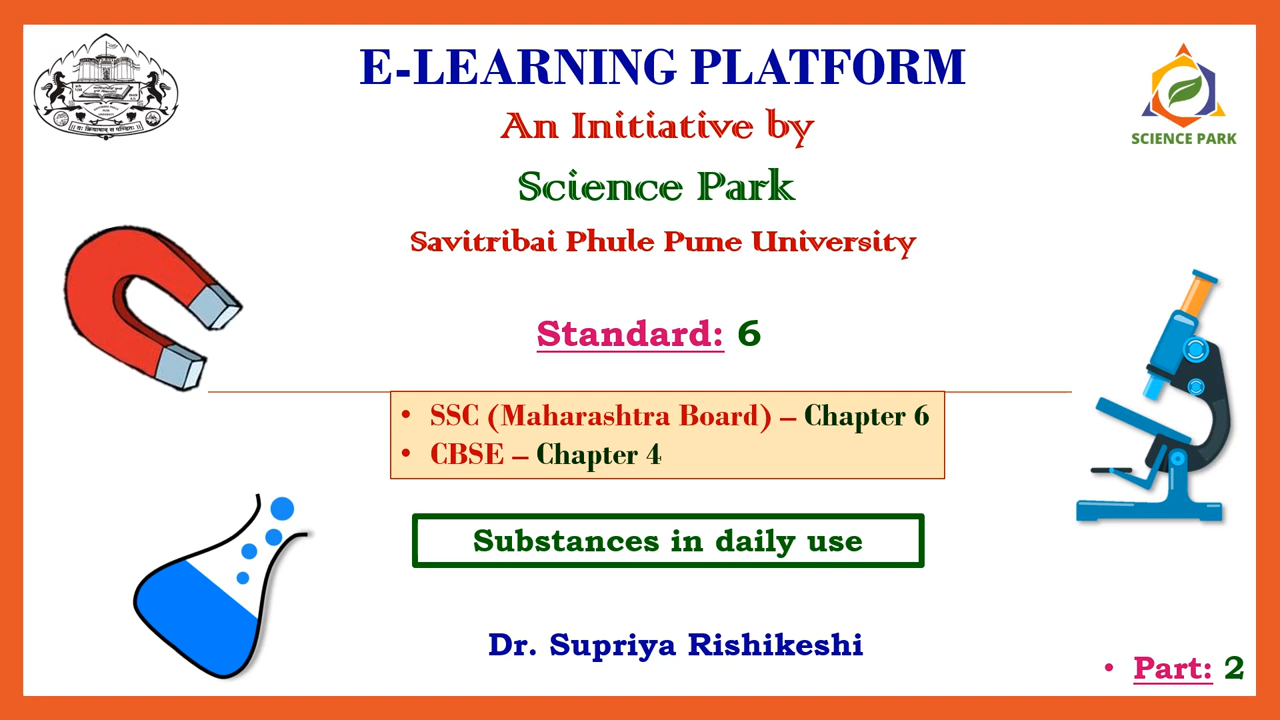 E-LEARNING PLATFORM
An Initiative by
Science Park
Savitribai Phule Pune University
SCIENCE PARK
Standard: 6
• SSC (Maharashtra Board) – Chapter 6
• CBSE – Chapter 4
Substances in daily use
Dr. Supriya Rishikeshi
• Part: 2